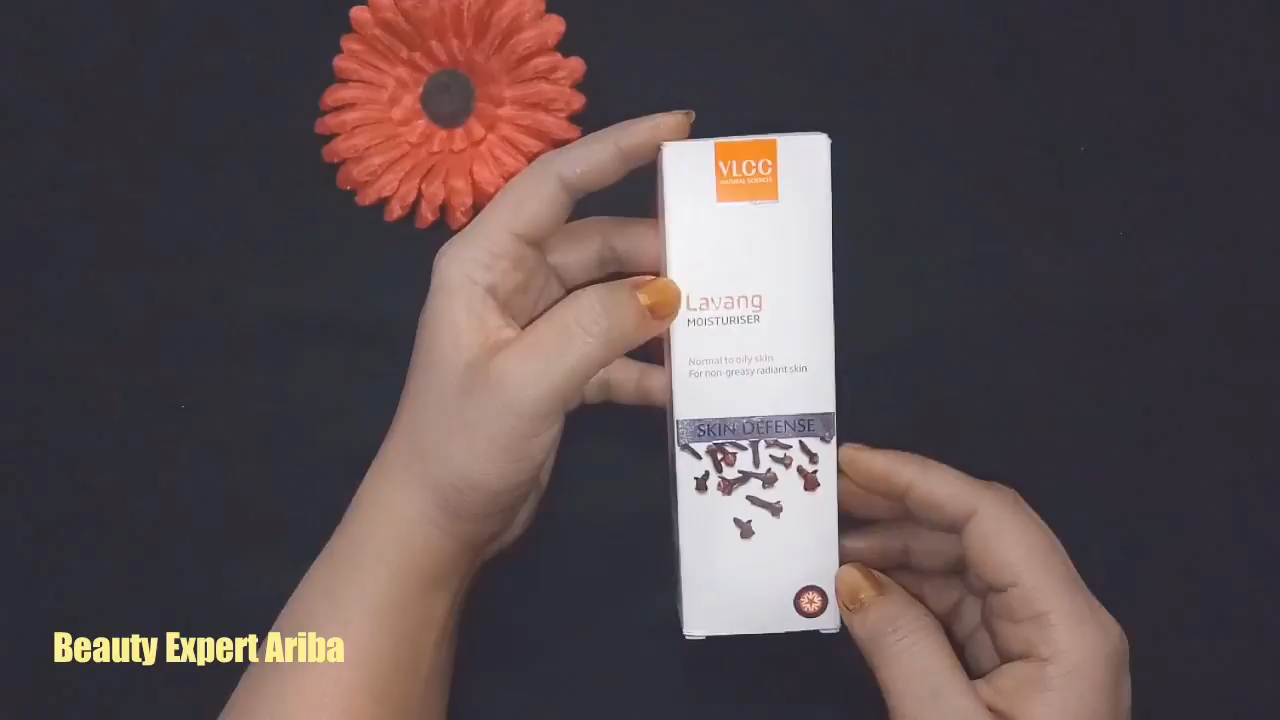 VLCC
NATURAL SCIENCES
Lavang
MOISTURISER
Normal to oily skin
For non-greasy radiant skin
SKIN DEFENSE
Beauty Expert Ariba